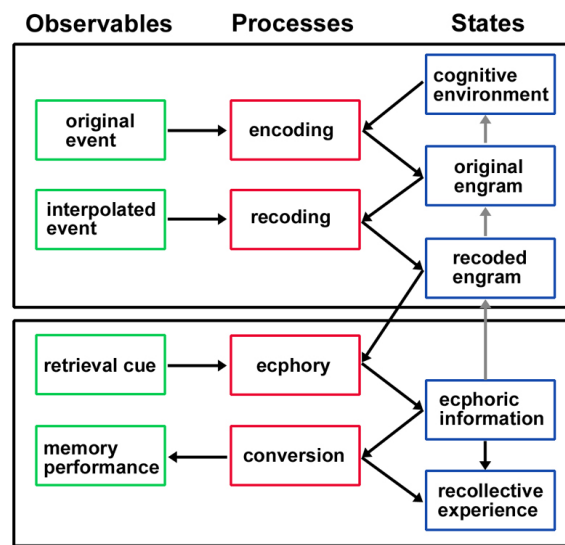 Observables Processes States
cognitive
environment
original
event
encoding
original
engram
interpolated
event
recoding
recoded
engram
retrieval cue
ecphory
ecphoric
information
memory
performance
conversion
recollective
experience